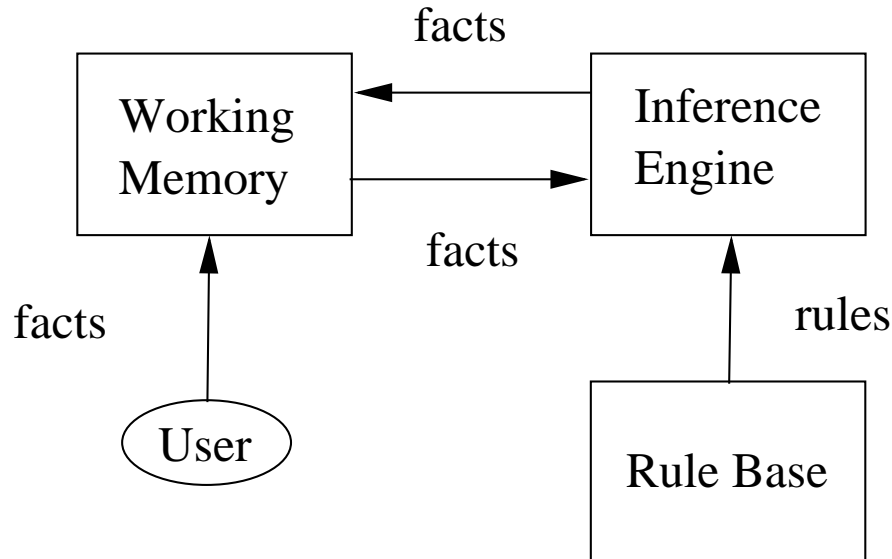 facts
Working
Memory
Inference
Engine
facts
facts
rules
User
Rule Base